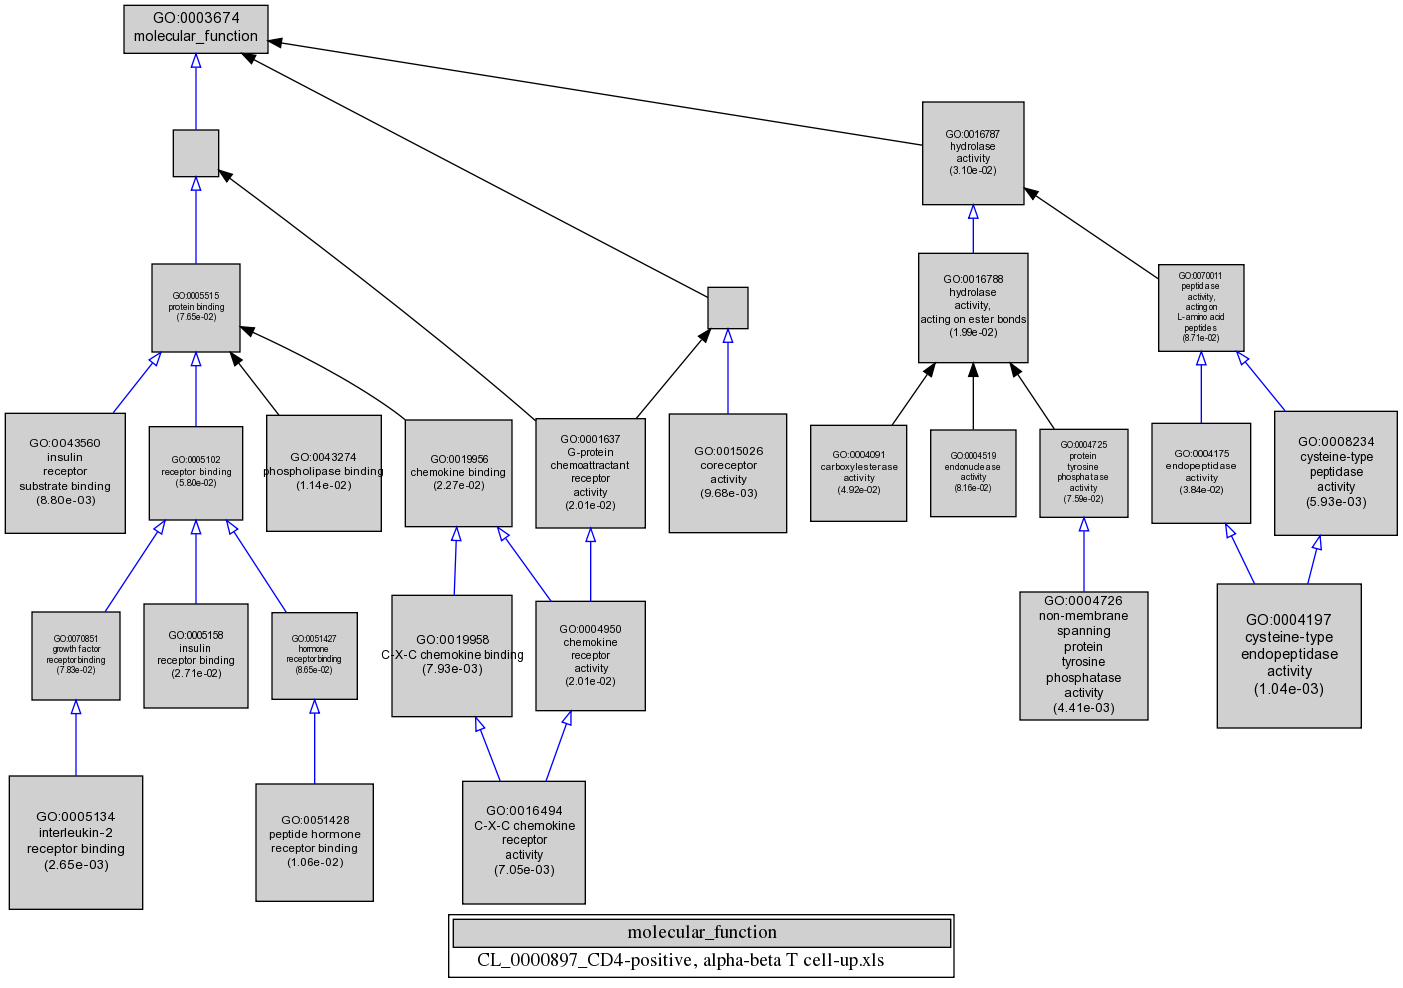 GO:0003674
molecular_function
GO:0016787
hydrolase
activity
(3.10e-02)
GO:0005515
protein binding
(7.65e-02)
GO:0016788
hydrolase
activity,
acting on ester bonds
(1.99e-02)
GO:0070011
peptidase
activity,
acting on
L-amino acid
peptides
(8.71e-02)
GO:0043560
insulin
receptor
substrate binding
(8.80e-03)
GO:0005102
receptor binding
(5.80e-02)
GO:0043274
phospholipase binding
(1.14e-02)
GO:0019956
chemokine binding
(2.27e-02)
GO:0001637
G-protein
chemoattractant
receptor
activity
(2.01e-02)
GO:0015026
coreceptor
activity
(9.68e-03)
GO:0004091
carboxylesterase
activity
(4.92e-02)
GO:0004519
endonuclease
activity
(8.16e-02)
GO:0004725
protein
tyrosine
phosphatase
activity
(7.59e-02)
GO:0004175
endopeptidase
activity
(3.84e-02)
GO:0008234
cysteine-type
peptidase
activity
(5.93e-03)
GO:0070851
growth factor
receptor binding
(7.83e-02)
GO:0005158
insulin
receptor binding
(2.71e-02)
GO:0051427
hormone
receptor binding
(8.65e-02)
GO:0019958
C-X-C chemokine binding
(7.93e-03)
GO:0004950
chemokine
receptor
activity
(2.01e-02)
GO:0004726
non-membrane
spanning
protein
tyrosine
phosphatase
activity
(4.41e-03)
GO:0004197
cysteine-type
endopeptidase
activity
(1.04e-03)
GO:0005134
interleukin-2
receptor binding
(2.65e-03)
GO:0051428
peptide hormone
receptor binding
(1.06e-02)
GO:0016494
C-X-C chemokine
receptor
activity
(7.05e-03)
molecular_function
CL_0000897_CD4-positive, alpha-beta T cell-up.xls